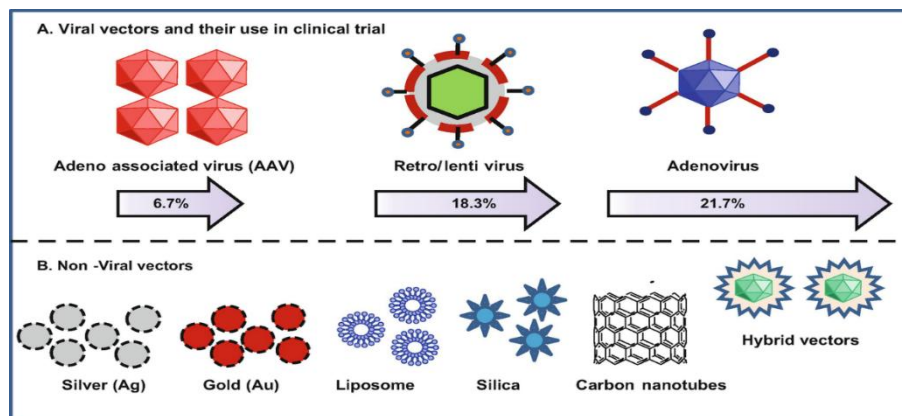 A. Viral vectors and their use in clinical trial
Adeno associated virus (AAV)
Retro/lenti virus
Adenovirus
6.7%
18.3%
21.7%
B. Non -Viral vectors
Hybrid vectors
Silver (Ag)
Gold (Au)
Liposome
Silica
Carbon nanotubes